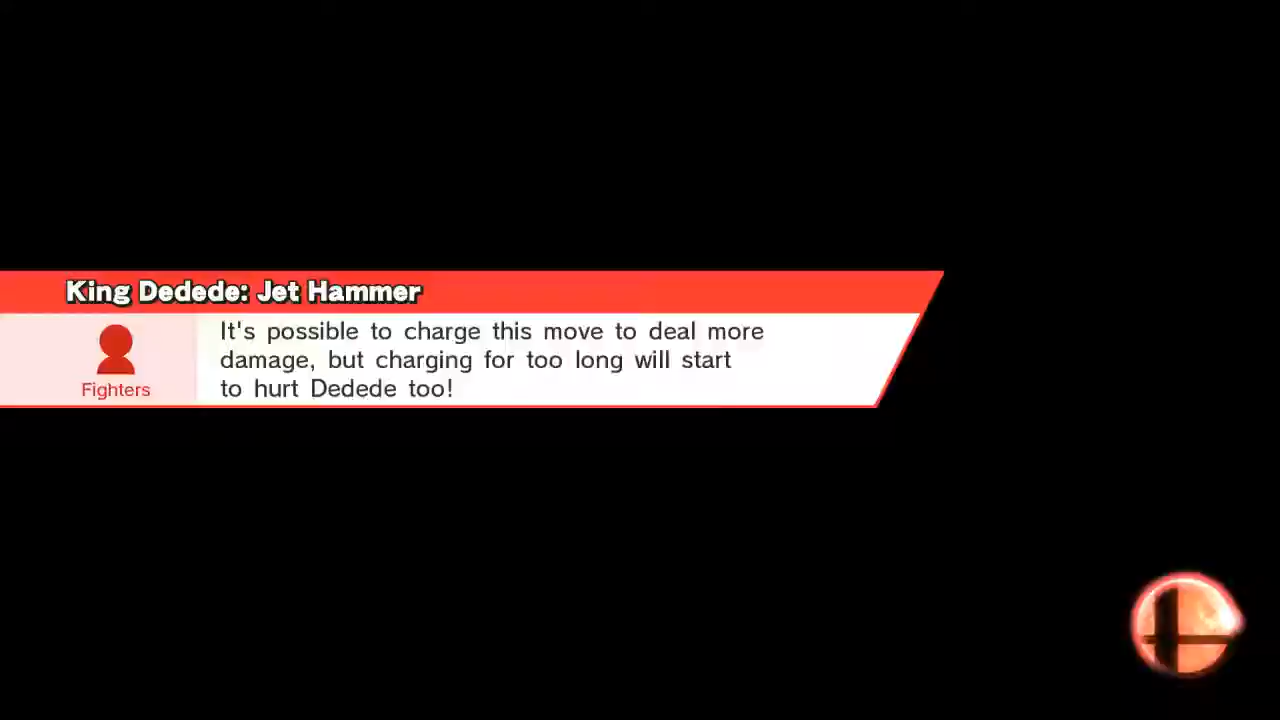 King Dedede: Jet Hammer
It's possible to charge this move to deal more
damage, but charging for too long will start
to hurt Dedede too!
Fighters